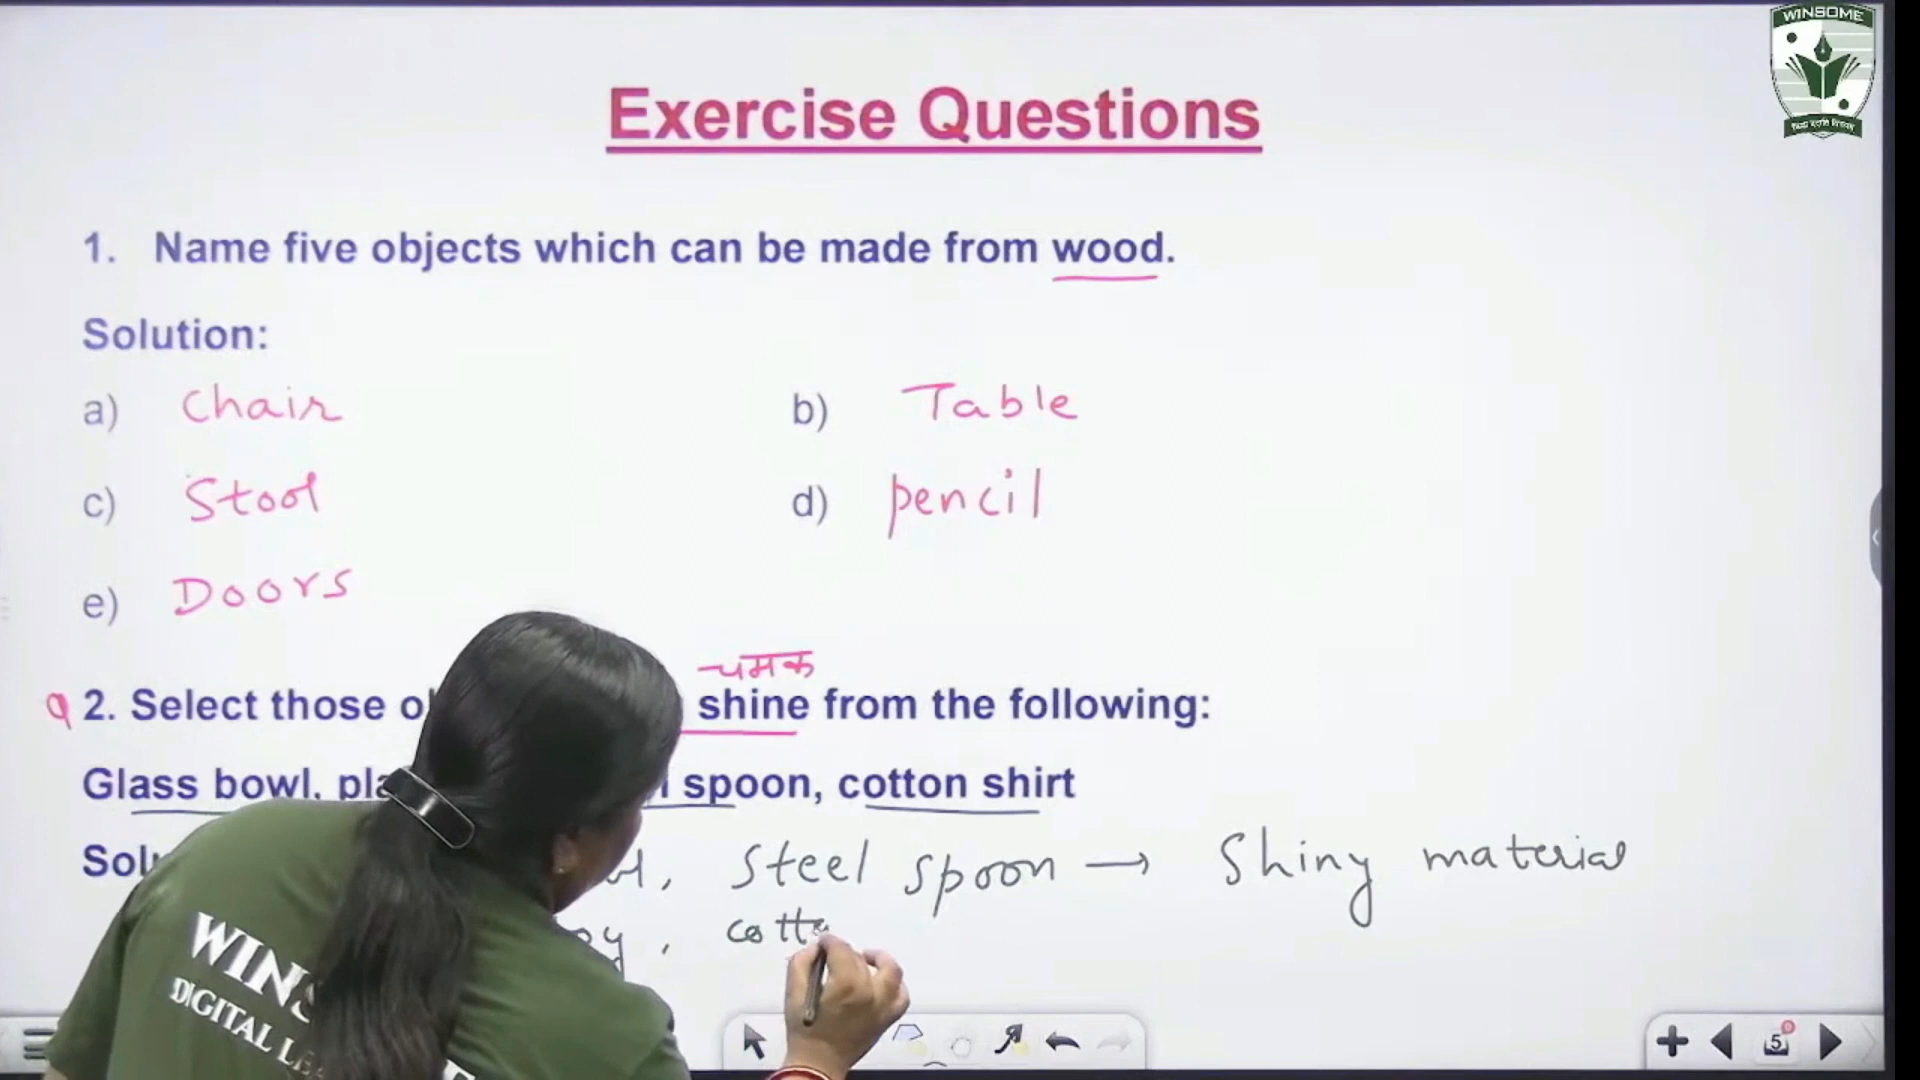 WINSOME
Exercise Questions
1. Name five objects which can be made from wood.
Solution:
a) Chair b) Table
c) Stool d) pencil
e) Doors
चमक
Q 2. Select those shine from the following:
Glass bowl, spoon, cotton shirt
Steel spoon → Shiny material
WINS
DIGITAL
5